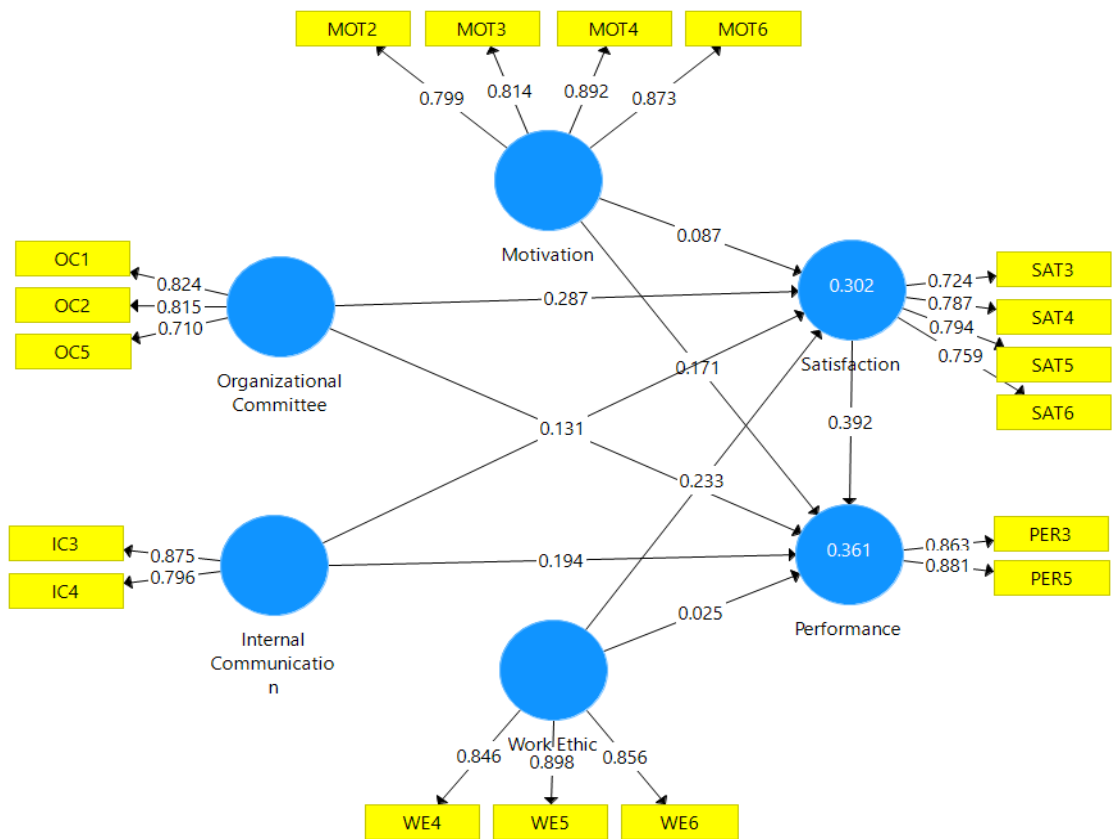 MOT2 MOT3 MOT4 MOT6
0.799 0.814 0.892 0.873
Motivation
0.087
OC1
OC2
OC5
0.824
0.815
0.710
Organizational
Committee
0.287
0.302
Satisfaction
0.724
0.787
0.794
0.759
SAT3
SAT4
SAT5
SAT6
0.171
0.131
0.392
0.233
IC3
IC4
0.875
0.796
Internal
Communicatio
n
0.194
0.361
Performance
0.863
0.881
PER3
PER5
0.025
Work Ethic
0.846 0.898 0.856
WE4 WE5 WE6